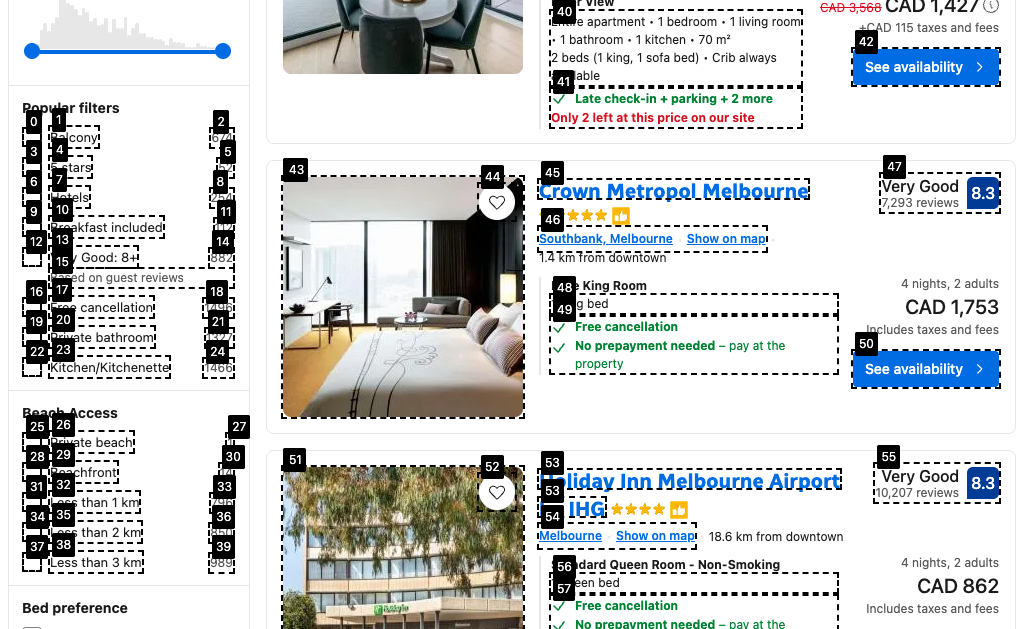 Popular filters
0
1
2
Balcony
3
4
5
5 stars
6
7
8
Hotels
9
10
11
Breakfast included
12
13
14
Good: 8+
882
15
Based on guest reviews
16
17
18
Free cancellation
19
20
21
Private bathroom
22
23
24
Kitchen/Kitchenette
1466
Beach Access
25
26
27
Private beach
28
29
30
Beachfront
31
32
33
Less than 1 km
34
35
36
Less than 2 km
37
38
39
Less than 3 km
989
Bed preference
View
40
Entire apartment • 1 bedroom • 1 living room
• 1 bathroom • 1 kitchen • 70 m²
2 beds (1 king, 1 sofa bed) • Crib always
41
Late check-in + parking + 2 more
Only 2 left at this price on our site
CAD 3,568 CAD 1,427
+CAD 115 taxes and fees
42
See availability
43
44
45
Crown Metropol Melbourne
46
Southbank, Melbourne Show on map
1.4 km from downtown
47
Very Good
7,293 reviews
8.3
48
King Room
49
bed
Free cancellation
No prepayment needed – pay at the
property
4 nights, 2 adults
CAD 1,753
Includes taxes and fees
50
See availability
51
52
53
Holiday Inn Melbourne Airport
53
IHG
54
Melbourne Show on map 18.6 km from downtown
55
Very Good
10,207 reviews
8.3
56
Standard Queen Room - Non-Smoking
57
bed
Free cancellation
No prepayment needed – pay at the
4 nights, 2 adults
CAD 862
Includes taxes and fees